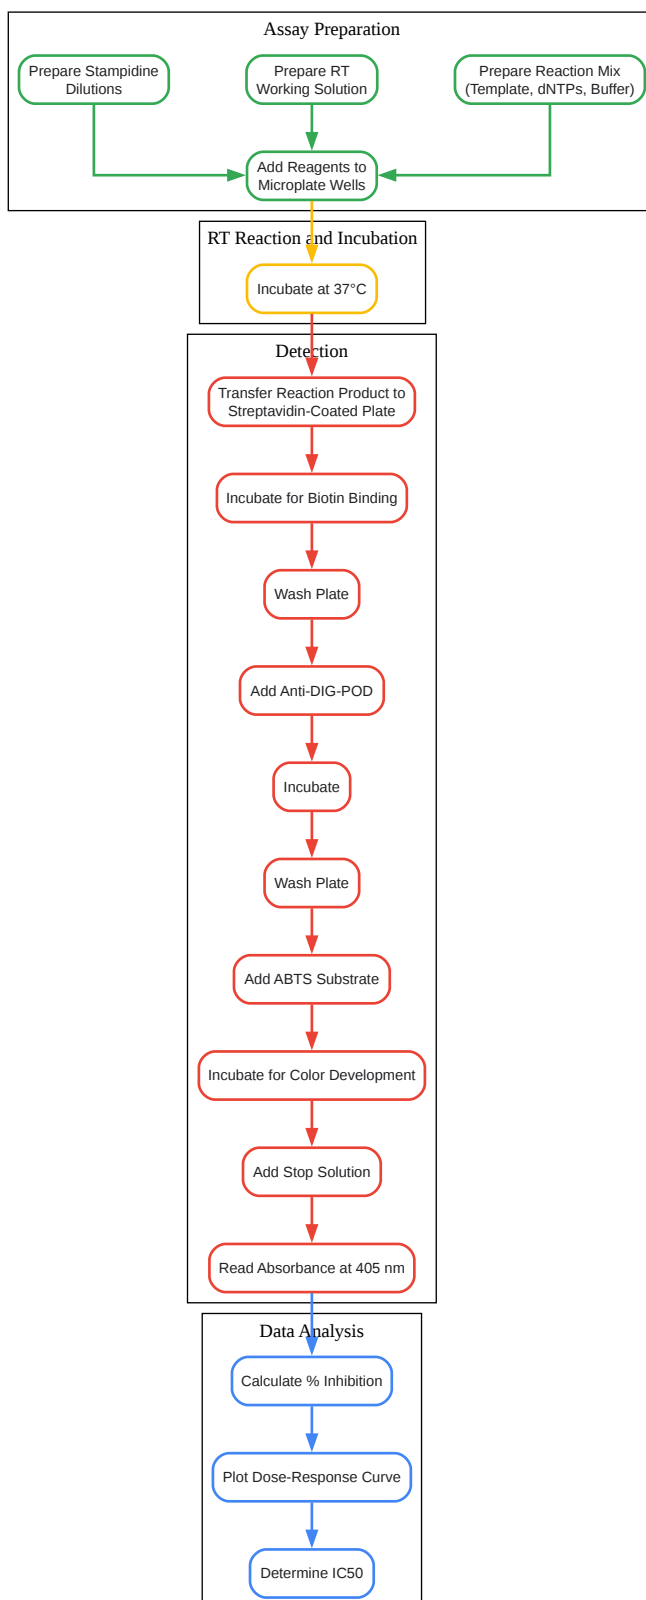 Assay Preparation
Prepare Stampidine
Dilutions
Prepare RT
Working Solution
Prepare Reaction Mix
(Template, dNTPs, Buffer)
Add Reagents to
Microplate Wells
RT Reaction and Incubation
Incubate at 37°C
Detection
Transfer Reaction Product to
Streptavidin-Coated Plate
Incubate for Biotin Binding
Wash Plate
Add Anti-DIG-POD
Incubate
Wash Plate
Add ABTS Substrate
Incubate for Color Development
Add Stop Solution
Read Absorbance at 405 nm
Data Analysis
Calculate % Inhibition
Plot Dose-Response Curve
Determine IC50